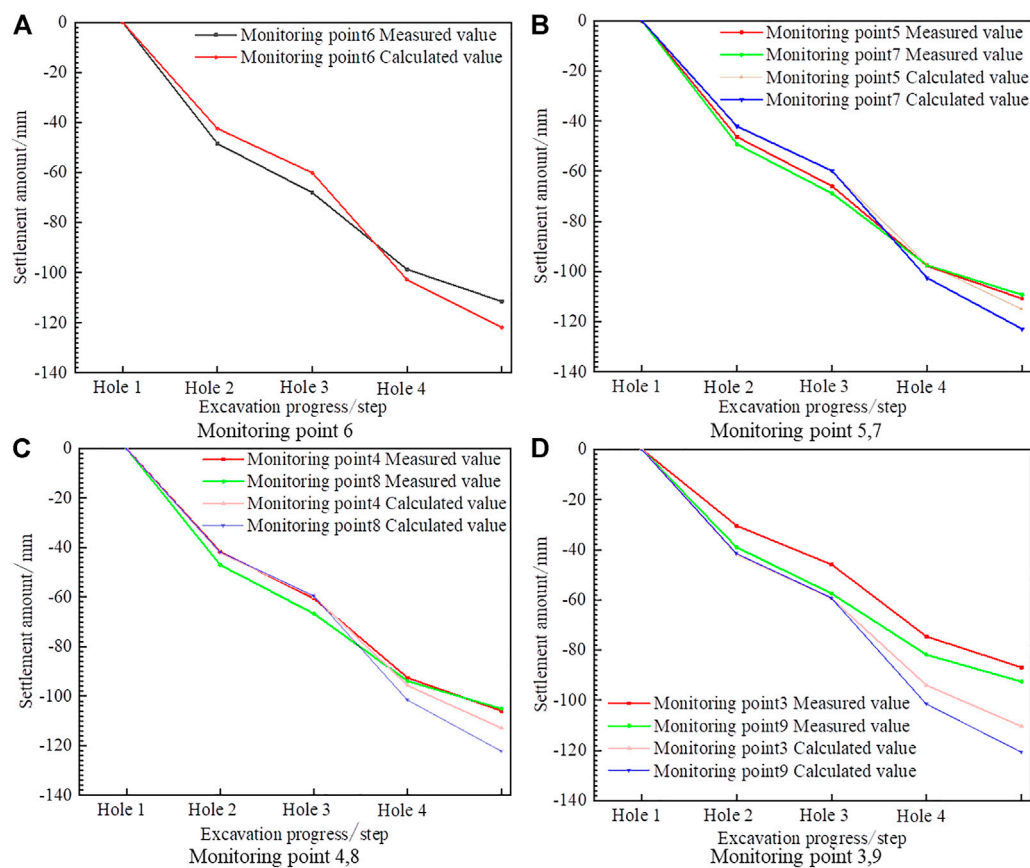 A
0
-20
-40
-60
-80
-100
-120
-140
Settlement amount/mm
Monitoring point6 Measured value
Monitoring point6 Calculated value
Hole 1
Hole 2
Hole 3
Hole 4
Excavation progress/step
Monitoring point 6
B
0
-20
-40
-60
-80
-100
-120
-140
Settlement amount/mm
Monitoring point5 Measured value
Monitoring point7 Measured value
Monitoring point5 Calculated value
Monitoring point7 Calculated value
Hole 1
Hole 2
Hole 3
Hole 4
Excavation progress/step
Monitoring point 5,7
C
0
-20
-40
-60
-80
-100
-120
-140
Settlement amount/mm
Monitoring point4 Measured value
Monitoring point8 Measured value
Monitoring point4 Calculated value
Monitoring point8 Calculated value
Hole 1
Hole 2
Hole 3
Hole 4
Excavation progress/step
Monitoring point 4,8
D
0
-20
-40
-60
-80
-100
-120
-140
Settlement amount/mm
Monitoring point3 Measured value
Monitoring point9 Measured value
Monitoring point3 Calculated value
Monitoring point9 Calculated value
Hole 1
Hole 2
Hole 3
Hole 4
Excavation progress/step
Monitoring point 3,9